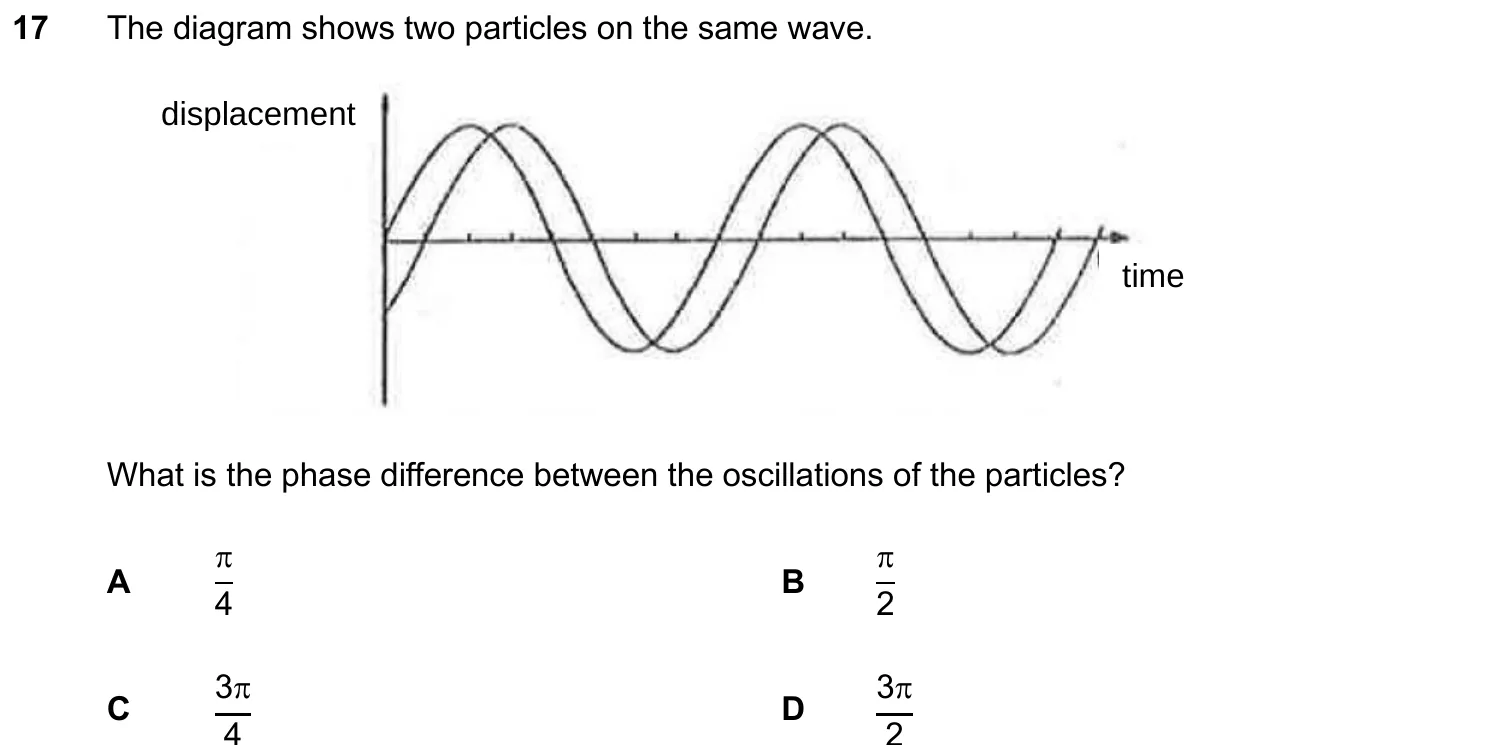 17 The diagram shows two particles on the same wave.
displacement
time
What is the phase difference between the oscillations of the particles?
A π/4 B π/2
C 3π/4 D 3π/2